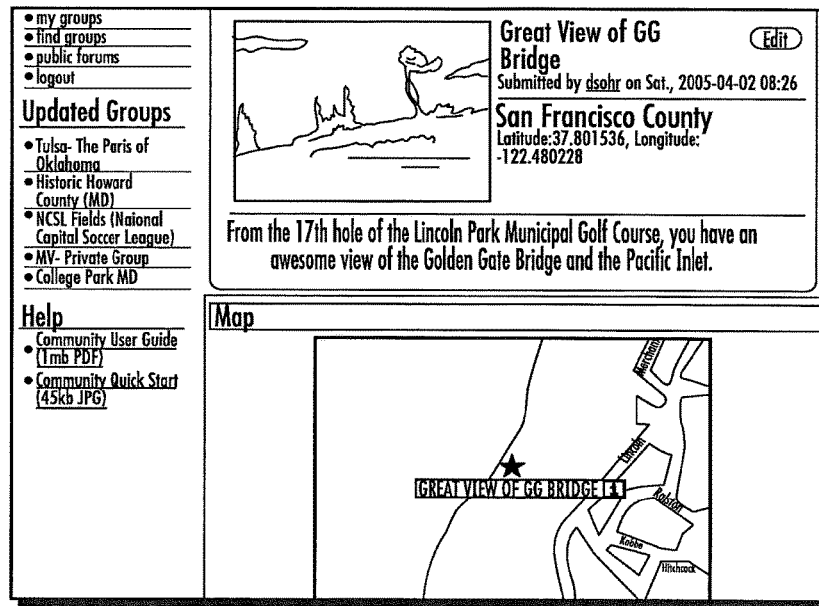 my groups
find groups
public forums
logout
Updated Groups
Tulsa- The Paris of
Oklahoma
Historic Howard
County (MD)
NCSL Fields (Naional
Capital Soccer League)
MV- Private Group
College Park MD
Help
Community User Guide
(1mb PDF)
Community Quick Start
(45kb JPG)
Great View of GG
Bridge
Edit
Submitted by dsohr on Sat., 2005-04-02 08:26
San Francisco County
Latitude:37.801536, Longitude:
-122.480228
From the 17th hole of the Lincoln Park Municipal Golf Course, you have an
awesome view of the Golden Gate Bridge and the Pacific Inlet.
Map
Merchant
Lincoln
GREAT VIEW OF GG BRIDGE i
Ralston
Kobbe
Hitchcock